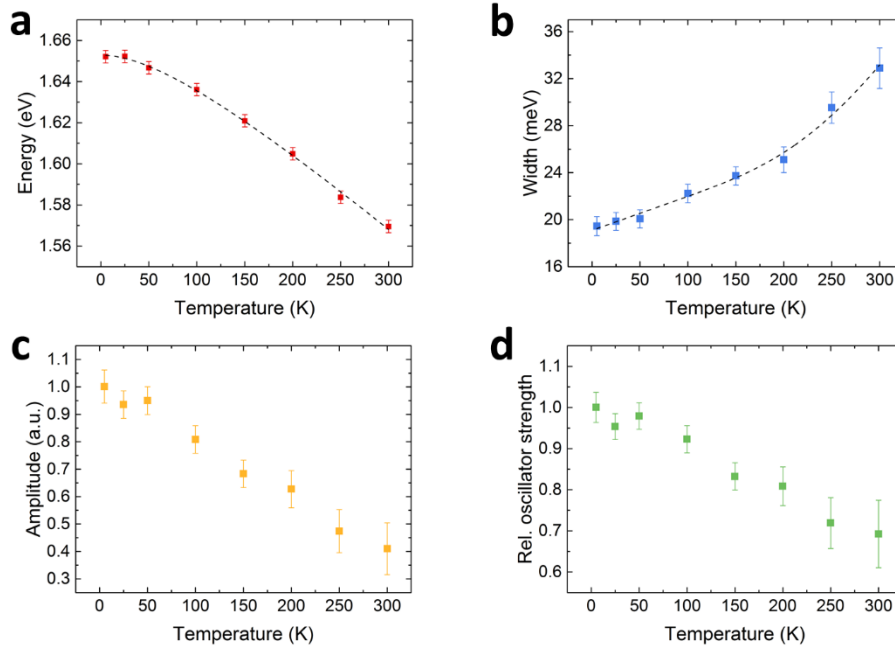 a
1.66
1.64
1.62
1.60
1.58
1.56
Energy (eV)
0 50 100 150 200 250 300
Temperature (K)
b
36
32
28
24
20
16
Width (meV)
0 50 100 150 200 250 300
Temperature (K)
c
1.1
1.0
0.9
0.8
0.7
0.6
0.5
0.4
0.3
Amplitude (a.u.)
0 50 100 150 200 250 300
Temperature (K)
d
1.1
1.0
0.9
0.8
0.7
0.6
Rel. oscillator strength
0 50 100 150 200 250 300
Temperature (K)